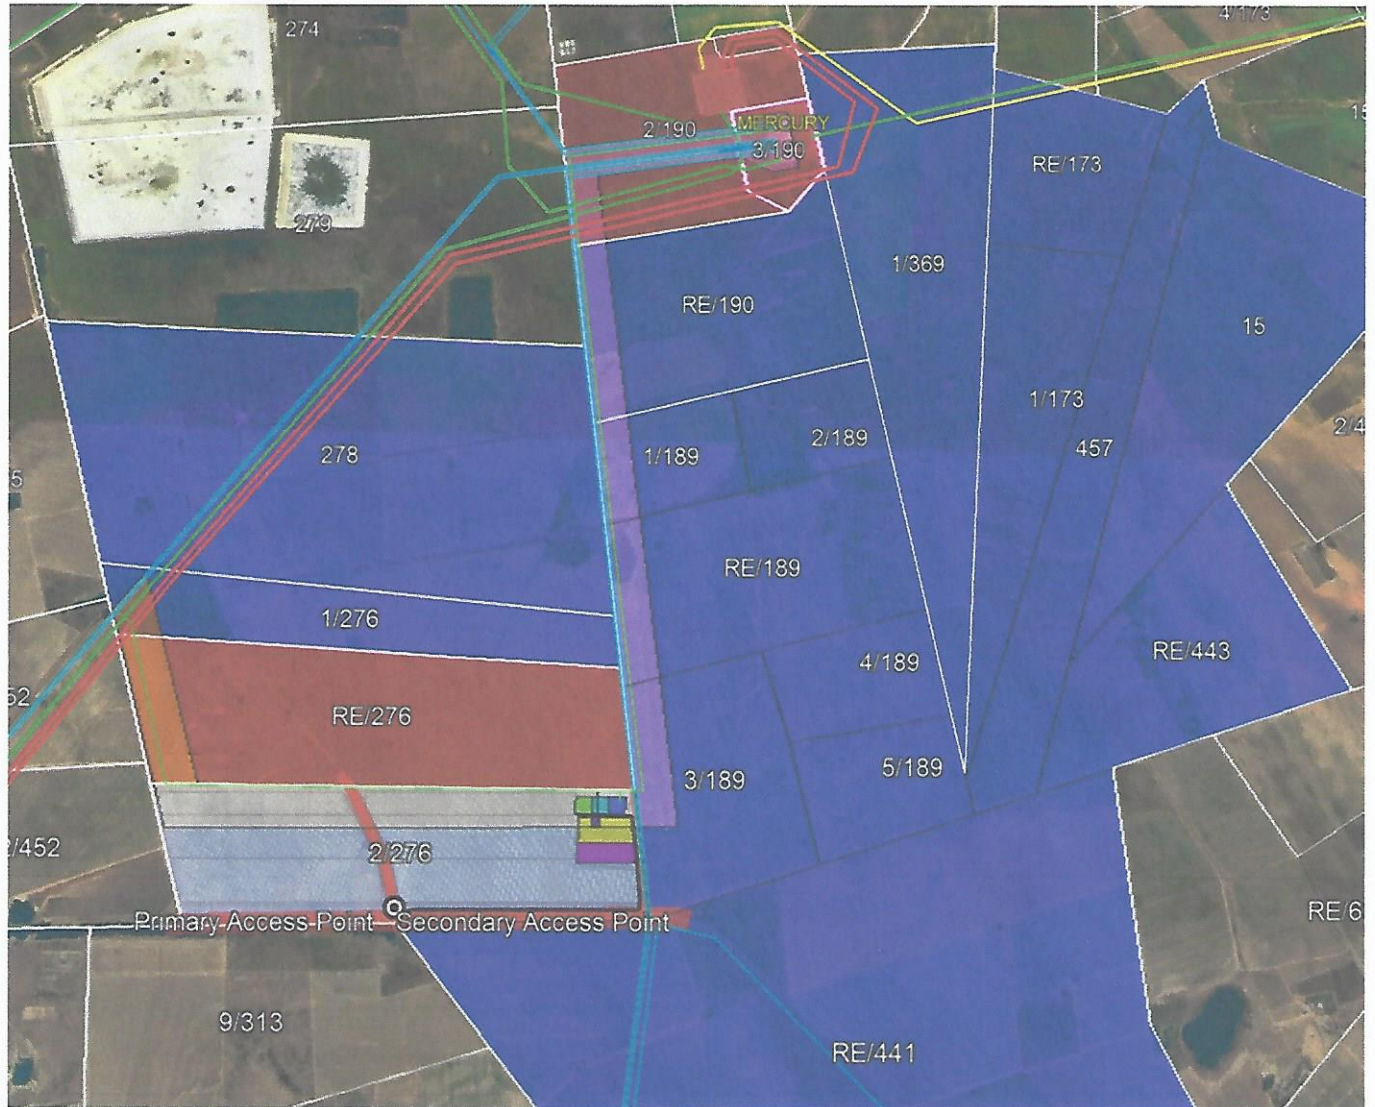 274
4/173
2/190
MERCURY
3/190
RE/173
279
1/369
RE/190
15
1/173
2/189
278
1/189
457
RE/189
1/276
RE/443
4/189
RE/276
5/189
3/189
2/276
/452
Primary Access Point
Secondary Access Point
RE/6
9/313
RE/441